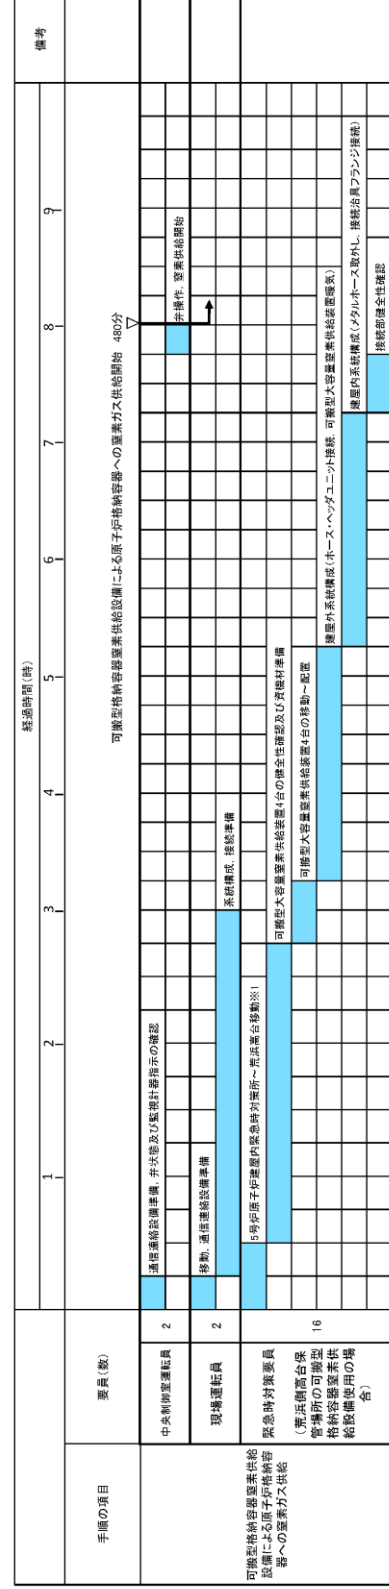 手順の項目
要員(数)
経過時間(時)
備考
1
2
3
4
5
6
7
8
9
可搬型格納容器窒素供給設備による原子炉格納容器への窒素ガス供給開始 480分
▽
可搬型格納容器窒素供給
設備による原子炉格納容
器への窒素ガス供給
中央制御室運転員
2
通信連絡設備準備, 弁状態及び監視計器指示の確認
弁操作, 窒素供給開始
現場運転員
2
移動, 通信連絡設備準備
系統構成, 接続準備
緊急時対策要員
(荒浜側高台保
管場所の可搬型
格納容器窒素供
給設備使用の場
合)
16
5号炉原子炉建屋内緊急時対策所~荒浜高台移動※1
可搬型大容量窒素供給装置4台の健全性確認及び資機材準備
可搬型大容量窒素供給装置4台の移動~配置
建屋外系統構成(ホース・ヘッダユニット接続, 可搬型大容量窒素供給装置暖気)
建屋内系統構成(メタルホース取外し, 接続治具フランジ接続)
接続部健全性確認